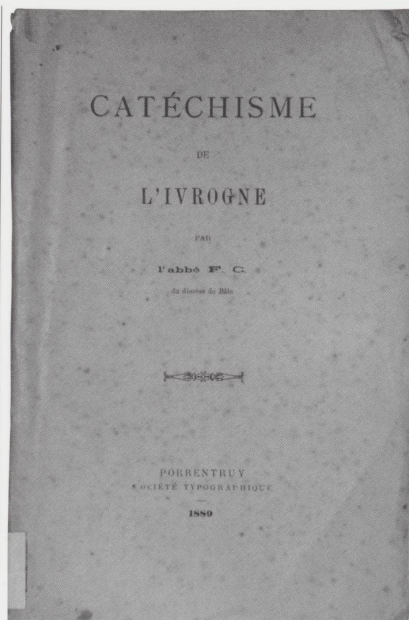 CATÉCHISME
DE
L'IVROGNE
PAR
l'abbé F. C.
du diocèse de Bâle
PORRENTRUY
SOCIÉTÉ TYPOGRAPHIQUE
1889